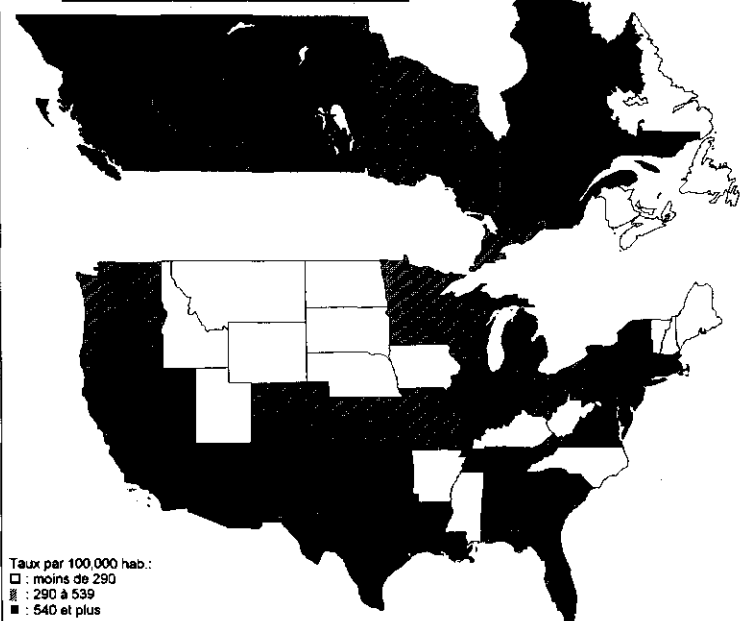 Taux par 100,000 hab.:
□ : moins de 290
▨ : 290 à 539
■ : 540 et plus